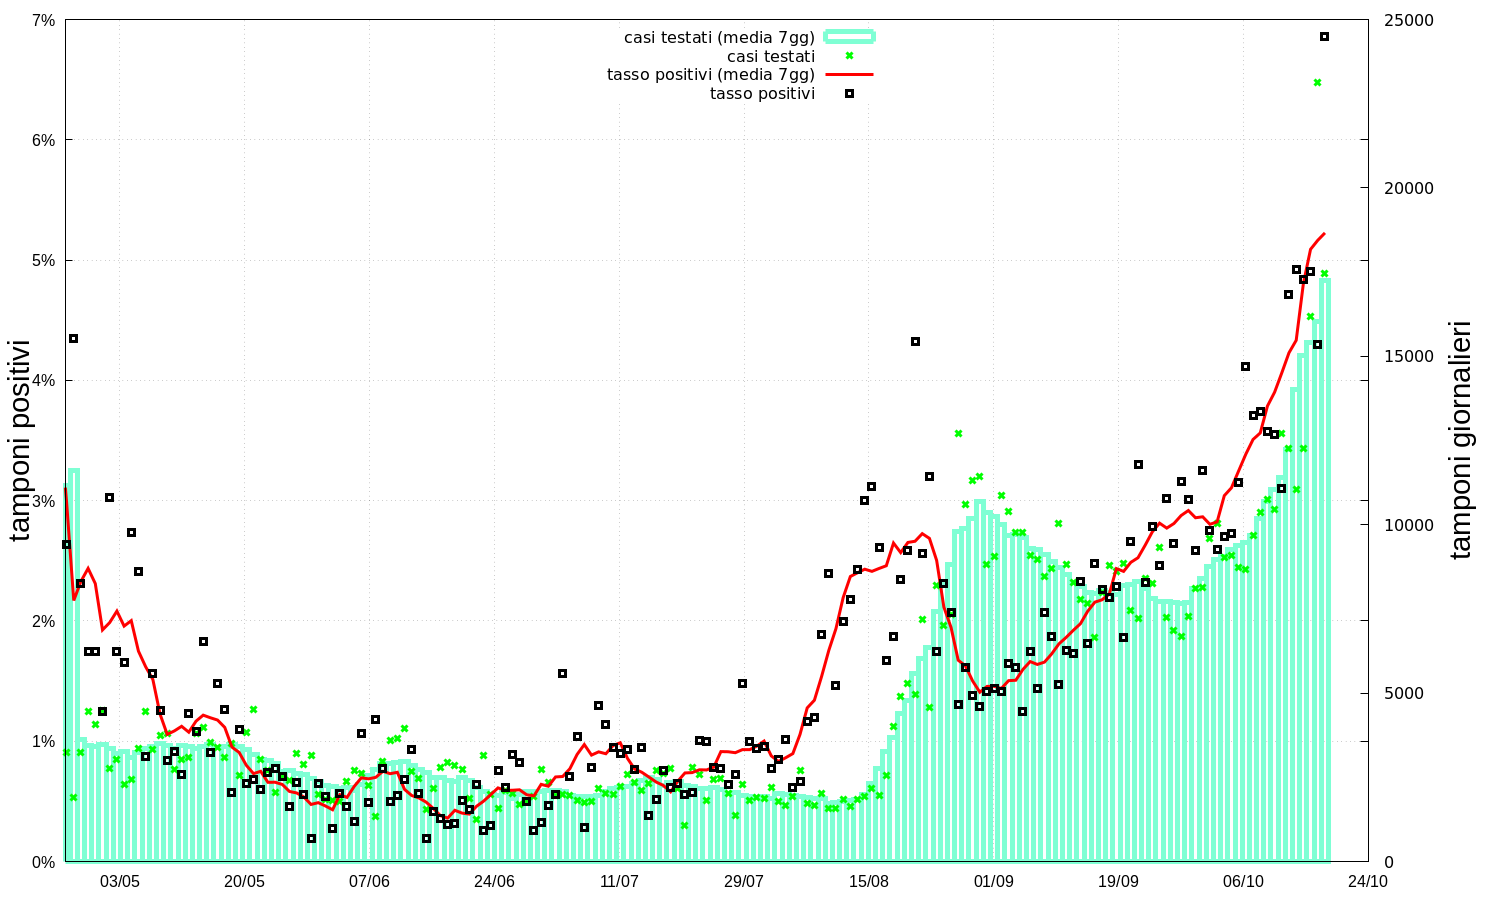 casi testati (media 7gg)
casi testati
tasso positivi (media 7gg)
tasso positivi
tamponi positivi
7%
6%
5%
4%
3%
2%
1%
0%
25000
20000
15000
10000
5000
0
tamponi giornalieri
03/05 20/05 07/06 24/06 11/07 29/07 15/08 01/09 19/09 06/10 24/10